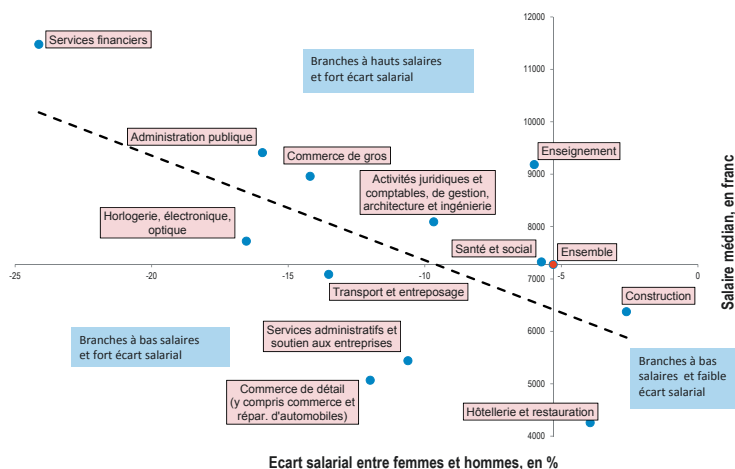 12000
Services financiers
Branches à hauts salaires
et fort écart salarial
11000
10000
Administration publique
Commerce de gros
Enseignement
9000
Activités juridiques et
comptables, de gestion,
architecture et ingénierie
Horlogerie, électronique,
optique
8000
Santé et social
Ensemble
-25
-20
-15
-10
-5
0
7000
Transport et entreposage
Construction
6000
Branches à bas salaires
et fort écart salarial
Services administratifs et
soutien aux entreprises
5000
Branches à bas
salaires et faible
écart salarial
Commerce de détail
(y compris commerce et
répar. d'automobiles)
Hôtellerie et restauration
4000
Salaire médian, en franc
Ecart salarial entre femmes et hommes, en %